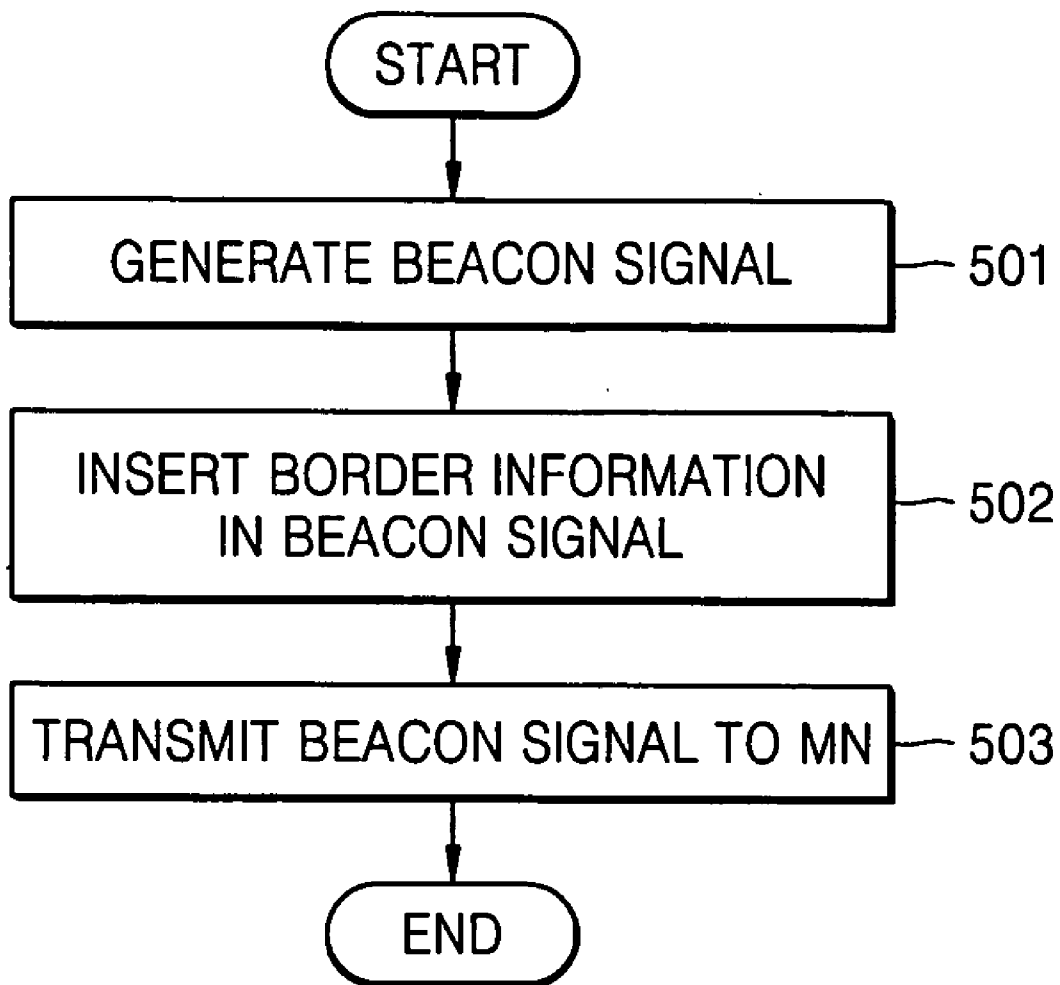 START
GENERATE BEACON SIGNAL
501
INSERT BORDER INFORMATION
IN BEACON SIGNAL
502
TRANSMIT BEACON SIGNAL TO MN
503
END